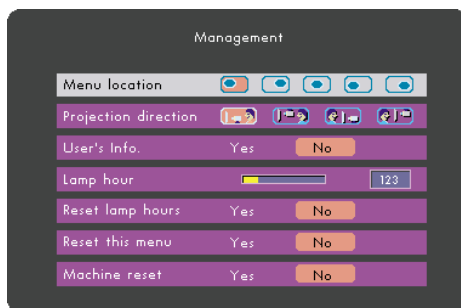 Management
Menu location
Projection direction
User's Info. Yes No
Lamp hour 123
Reset lamp hours Yes No
Reset this menu Yes No
Machine reset Yes No